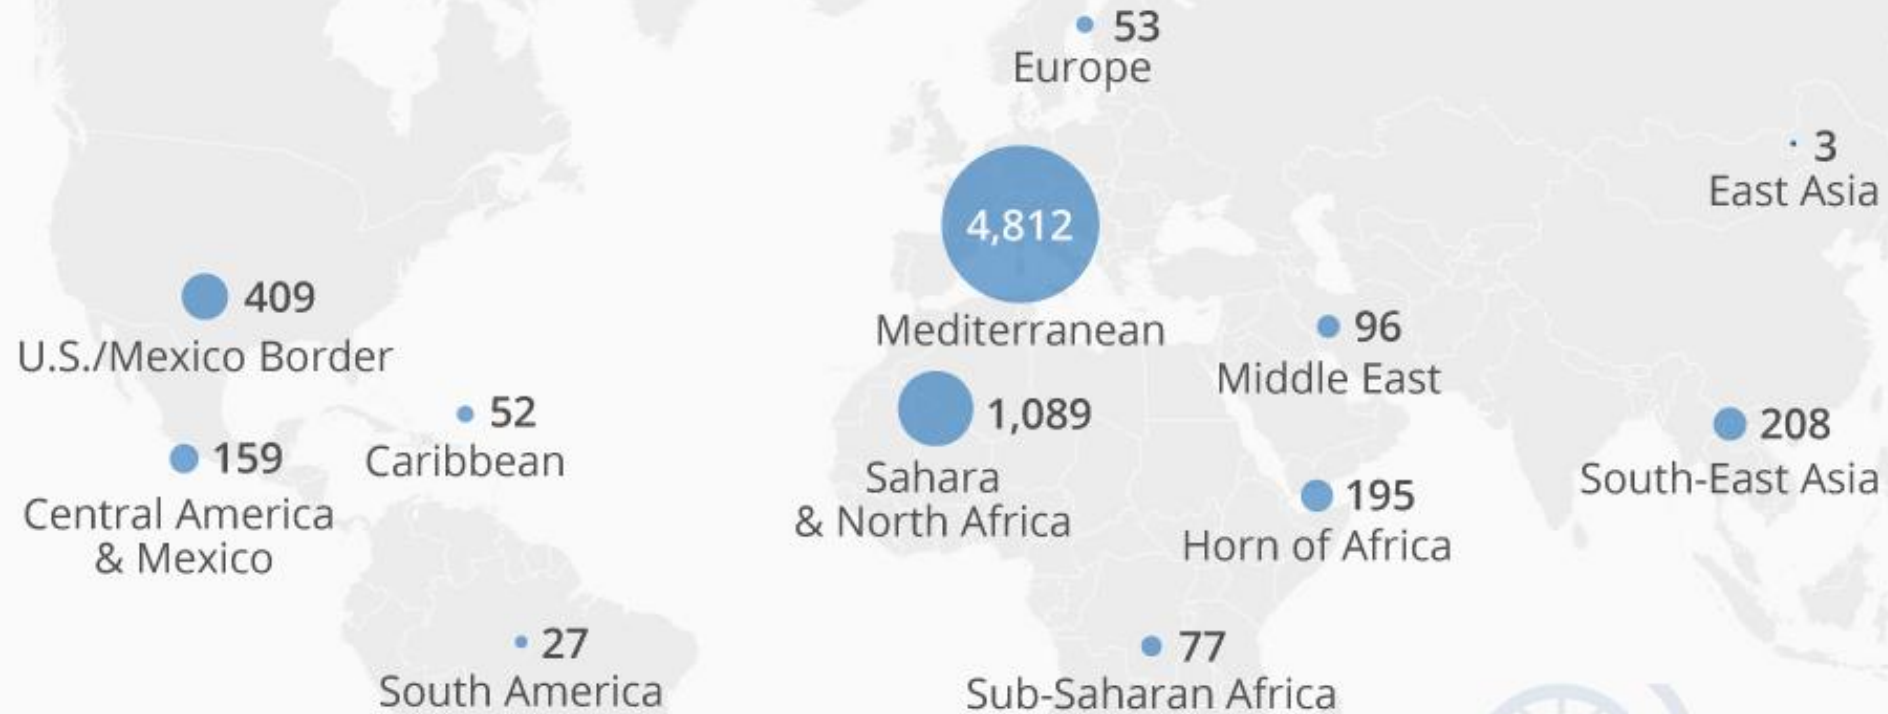 53
Europe
3
East Asia
4,812
Mediterranean
409
U.S./Mexico Border
96
Middle East
52
Caribbean
1,089
Sahara
& North Africa
208
South-East Asia
159
Central America
& Mexico
195
Horn of Africa
27
South America
77
Sub-Saharan Africa